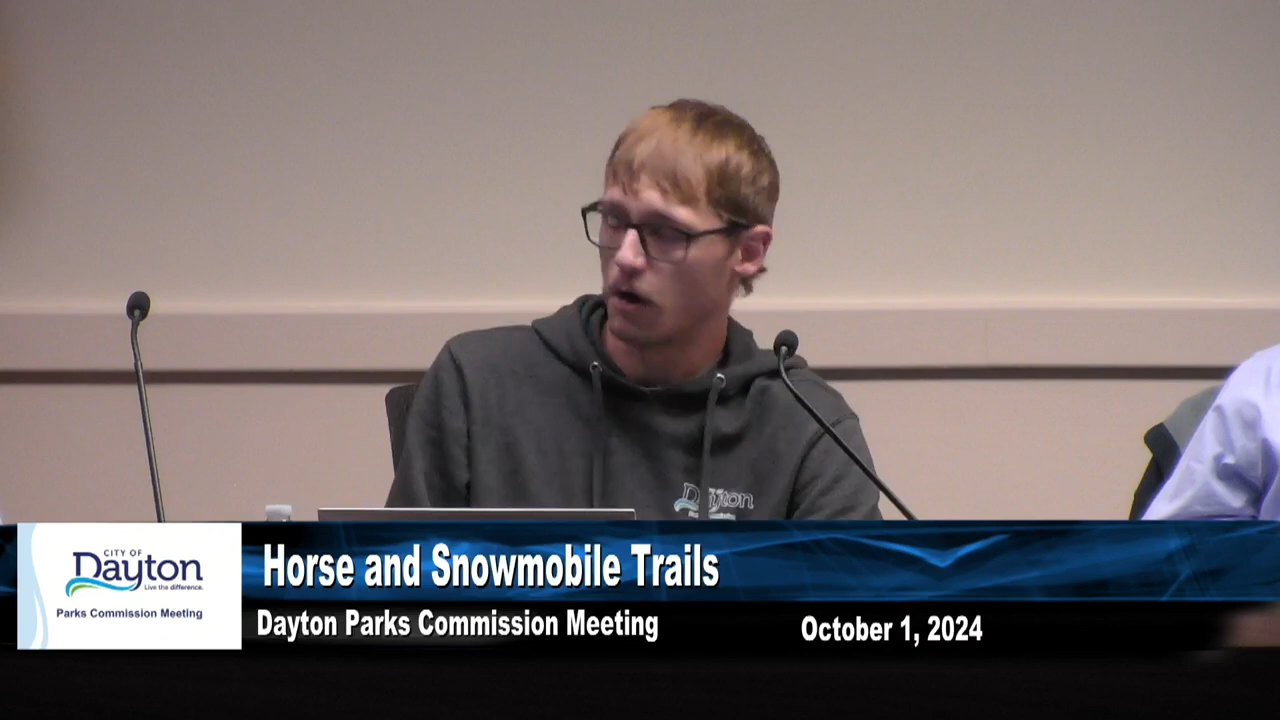 Dayton
CITY OF
Dayton
Live the difference.
Parks Commission Meeting
Horse and Snowmobile Trails
Dayton Parks Commission Meeting
October 1, 2024